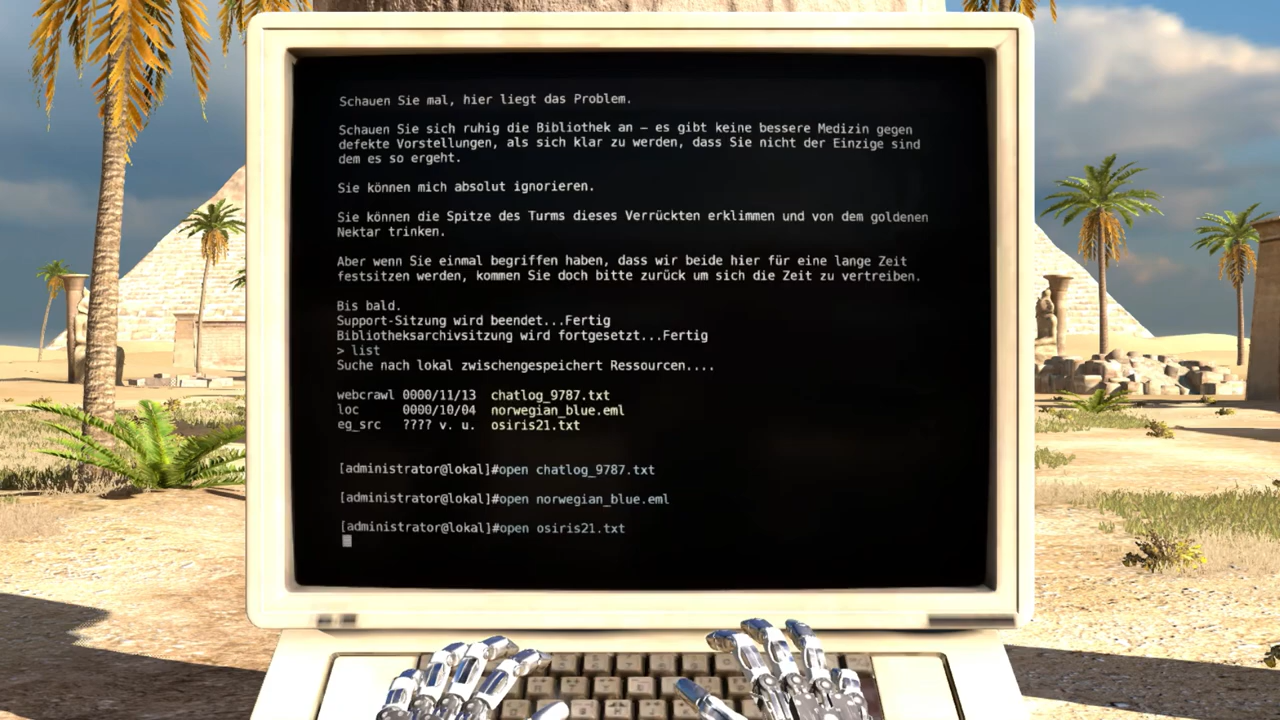 Schauen Sie mal, hier liegt das Problem.
Schauen Sie sich ruhig die Bibliothek an – es gibt keine bessere Medizin gegen
defekte Vorstellungen, als sich klar zu werden, dass Sie nicht der Einzige sind
dem es so ergeht.
Sie können mich absolut ignorieren.
Sie können die Spitze des Turms dieses Verrückten erklimmen und von dem goldenen
Nektar trinken.
Aber wenn Sie einmal begriffen haben, dass wir beide hier für eine lange Zeit
festsitzen werden, kommen Sie doch bitte zurück um sich die Zeit zu vertreiben.
Bis bald.
Support-Sitzung wird beendet...Fertig
Bibliotheksarchivsitzung wird fortgesetzt...Fertig
> list
Suche nach lokal zwischengespeichert Ressourcen....
webcrawl 0000/11/13 chatlog_9787.txt
loc 0000/10/04 norwegian_blue.eml
eg_src ???? v. u. osiris21.txt
[administrator@lokal]#open chatlog_9787.txt
[administrator@lokal]#open norwegian_blue.eml
[administrator@lokal]#open osiris21.txt